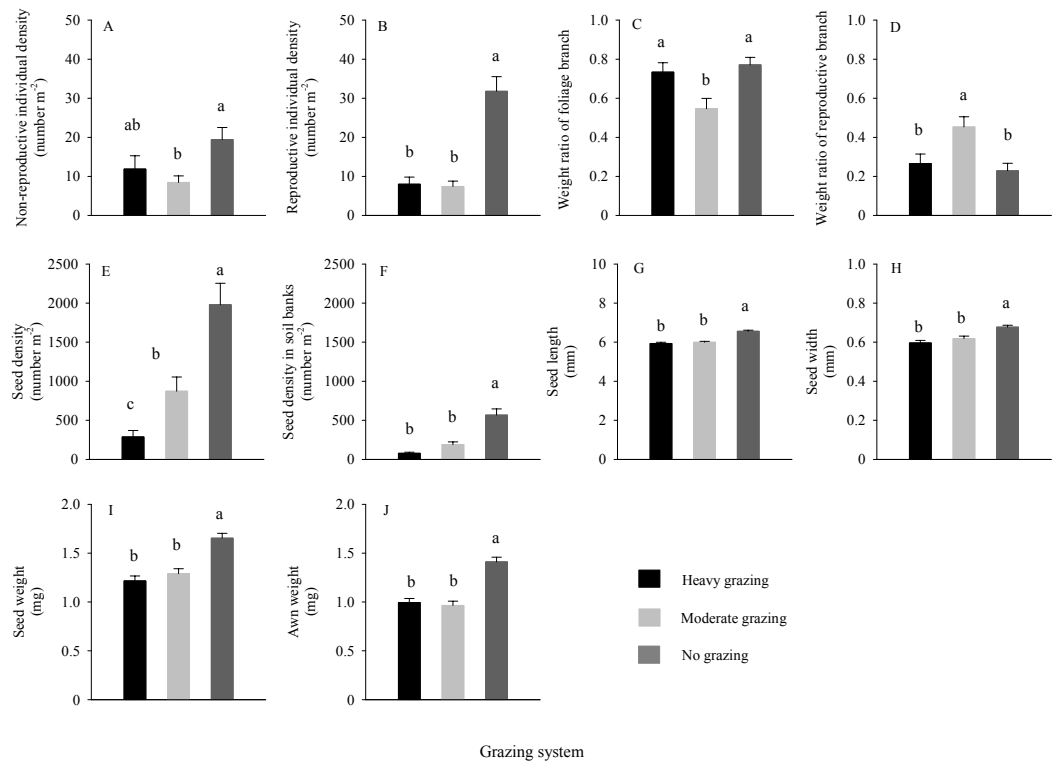 A
Non-reproductive individual density
(number m-2)
50
40
30
20
10
0
ab
b
a
B
Reproductive individual density
(number m-2)
50
40
30
20
10
0
b
b
a
C
Weight ratio of foliage branch
1.0
0.8
0.6
0.4
0.2
0.0
a
b
a
D
Weight ratio of reproductive branch
1.0
0.8
0.6
0.4
0.2
0.0
b
a
b
E
Seed density
(number m-2)
2500
2000
1500
1000
500
0
c
b
a
F
Seed density in soil banks
(number m-2)
2500
2000
1500
1000
500
0
b
b
a
G
Seed length
(mm)
10
8
6
4
2
0
b
b
a
H
Seed width
(mm)
1.0
0.8
0.6
0.4
0.2
0
b
b
a
I
Seed weight
(mg)
2.0
1.5
1.0
0.5
0
b
b
a
J
Awn weight
(mg)
2.0
1.5
1.0
0.5
0
b
b
a
Heavy grazing
Moderate grazing
No grazing
Grazing system